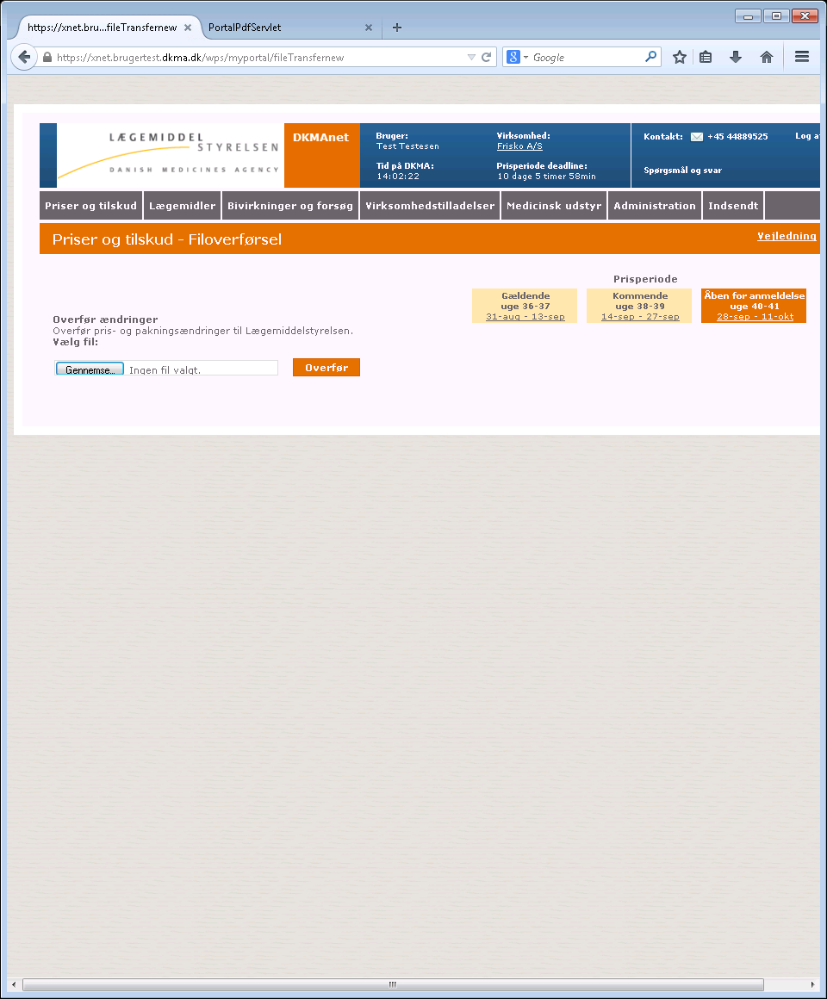 https://xnet.bru...fileTransfernew
PortalPdfServlet
https://xnet.brugertest.dkma.dk/wps/myportal/fileTransfernew
Google
LÆGEMIDDEL
STYRELSEN
DANISH MEDICINES AGENCY
DKMAnet
Bruger:
Test Testesen
Virksomhed:
Frisko A/S
Tid på DKMA:
14:02:22
Prisperiode deadline:
10 dage 5 timer 58min
Kontakt: +45 44889525
Log a
Spørgsmål og svar
Priser og tilskud
Lægemidler
Bivirkninger og forsøg
Virksomhedstilladelser
Medicinsk udstyr
Administration
Indsendt
Priser og tilskud - Filoverførsel
Vejledning
Prisperiode
Gældende
uge 36-37
31-aug - 13-sep
Kommende
uge 38-39
14-sep - 27-sep
Åben for anmeldelse
uge 40-41
28-sep - 11-okt
Overfør ændringer
Overfør pris- og pakningsændringer til Lægemiddelstyrelsen.
Vælg fil:
Gennemse...
Ingen fil valgt.
Overfør